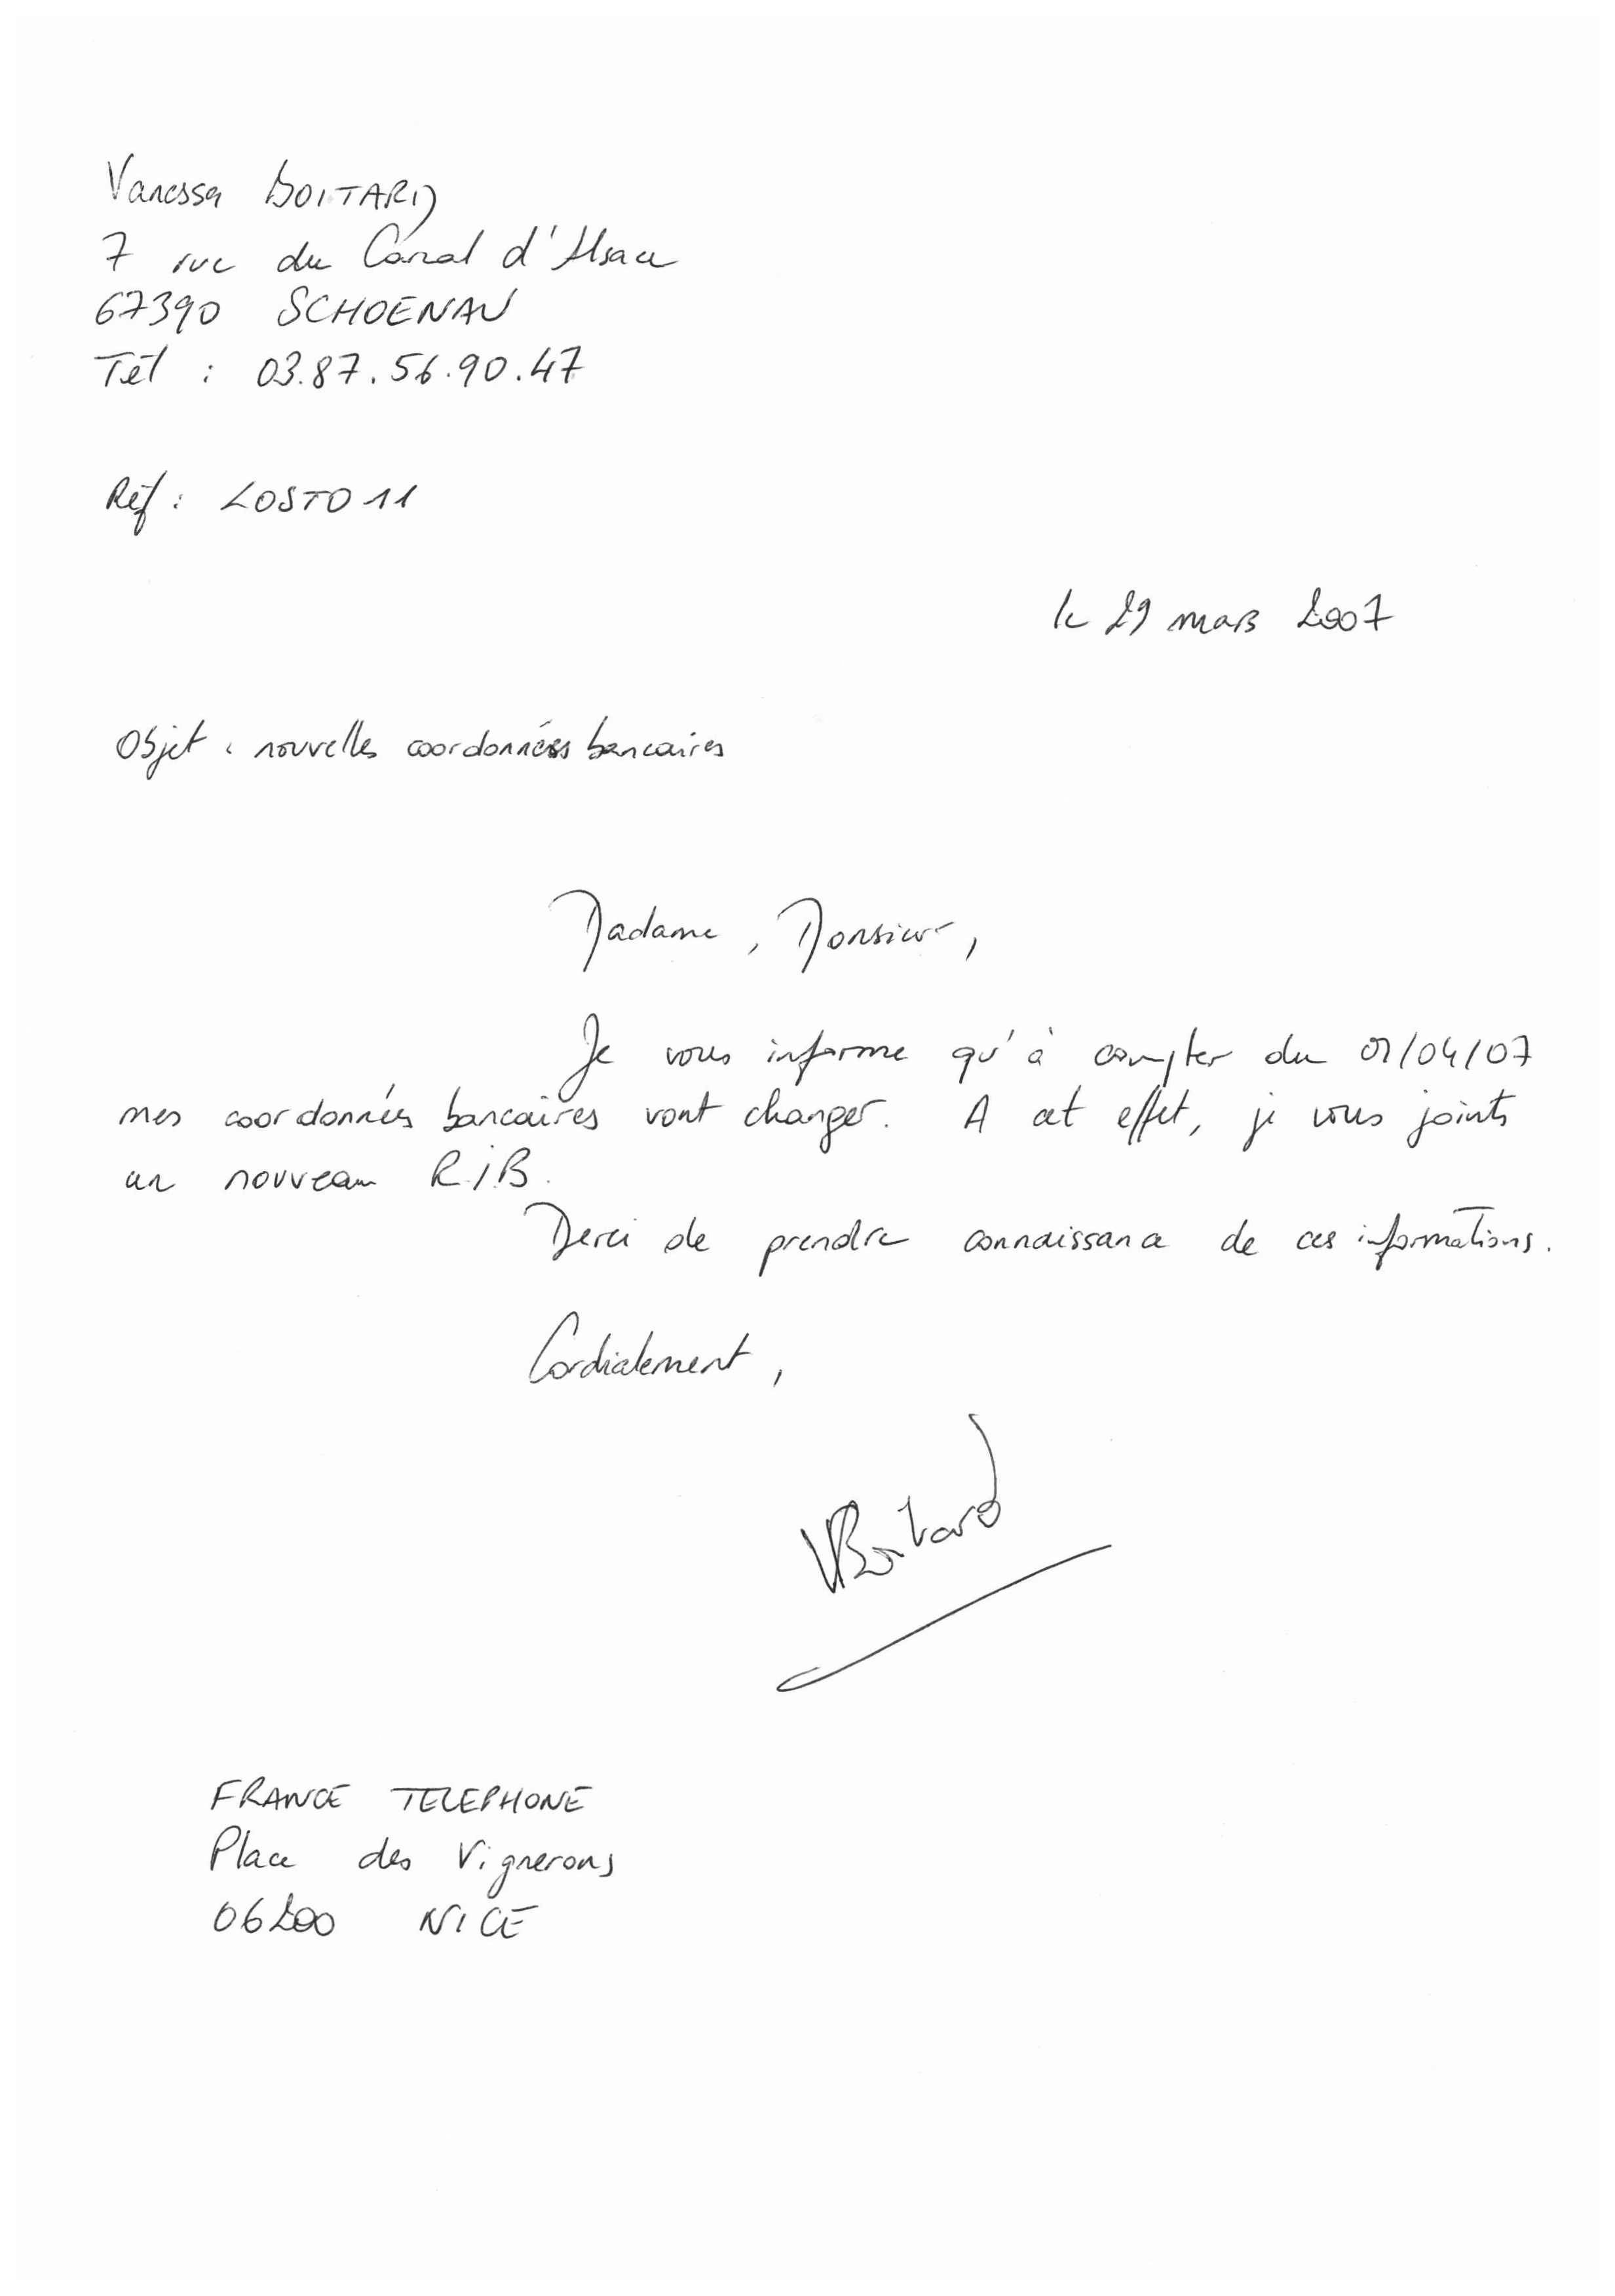 Vanessa BOITARD
7 rue du Canal d'Alsace
67390 SCHOENAU
Tél : 03.87.56.90.47
Réf : LOSTO11
le 29 mars 2007
Objet : nouvelles coordonnées bancaires
Madame, Monsieur,
Je vous informe qu'à compter du 01/04/07
mes coordonnées bancaires vont changer. A cet effet, je vous joints
un nouveau R.I.B.
Merci de prendre connaissance de ces informations.
Cordialement,
VBoitard
FRANCE TELEPHONE
Place des Vignerons
06200 NICE